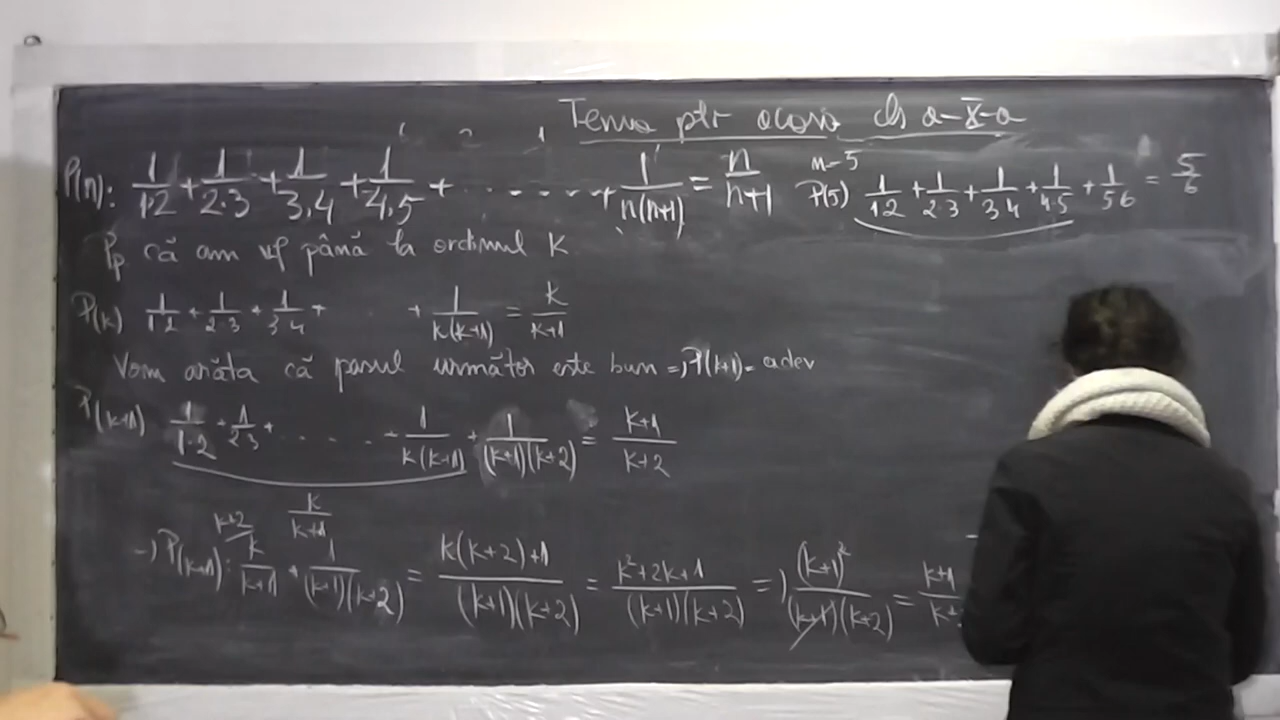 Tema ptr acasă cls a-X-a
P(n): 1/1·2 + 1/2·3 + 1/3·4 + 1/4·5 + ........ + 1/n(n+1) = n/n+1
n=5
P(5) 1/1·2 + 1/2·3 + 1/3·4 + 1/4·5 + 1/5·6 = 5/6
Pp că am vf până la ordinul K
P(k) 1/1·2 + 1/2·3 + 1/3·4 + + 1/k(k+1) = k/k+1
Vom arăta că pasul următor este bun =) P(k+1) = adev
P(k+1) 1/1·2 + 1/2·3 + ........ + 1/k(k+1) + 1/(k+1)(k+2) = k+1/k+2
k/k+1
k+2
-) P(k+1): k/k+1 + 1/(k+1)(k+2) = k(k+2)+1/(k+1)(k+2) = k²+2k+1/(k+1)(k+2) =) (k+1)²/(k+1)(k+2) = k+1/k+